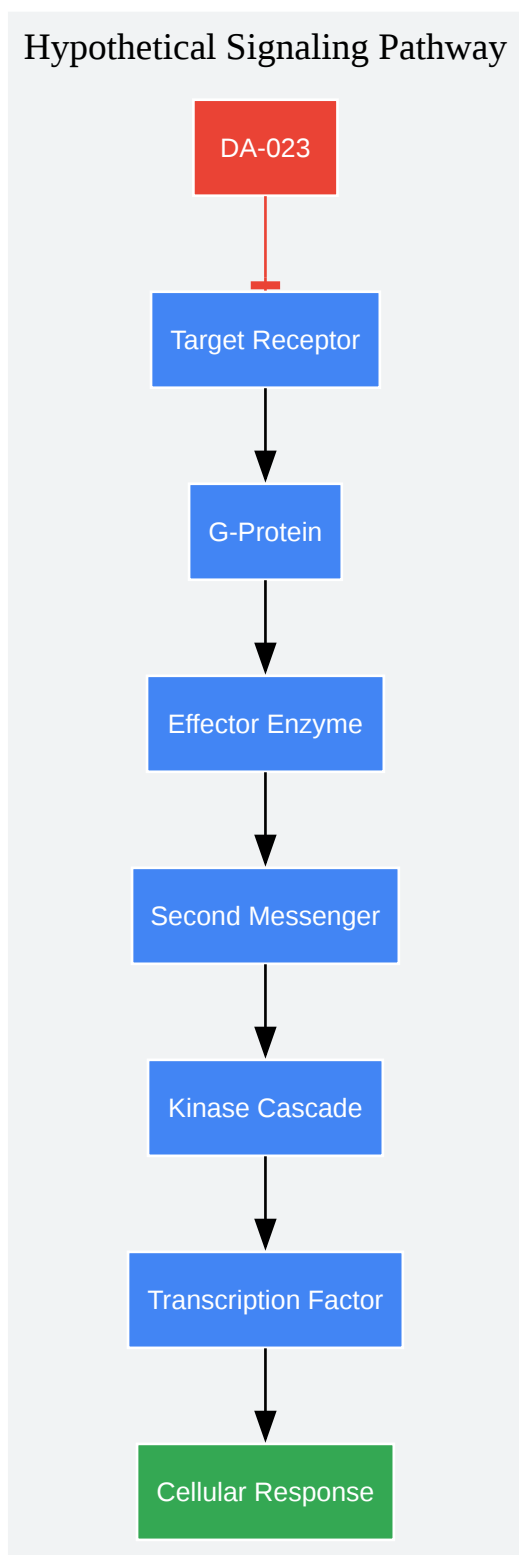 Hypothetical Signaling Pathway
DA-023
Target Receptor
G-Protein
Effector Enzyme
Second Messenger
Kinase Cascade
Transcription Factor
Cellular Response